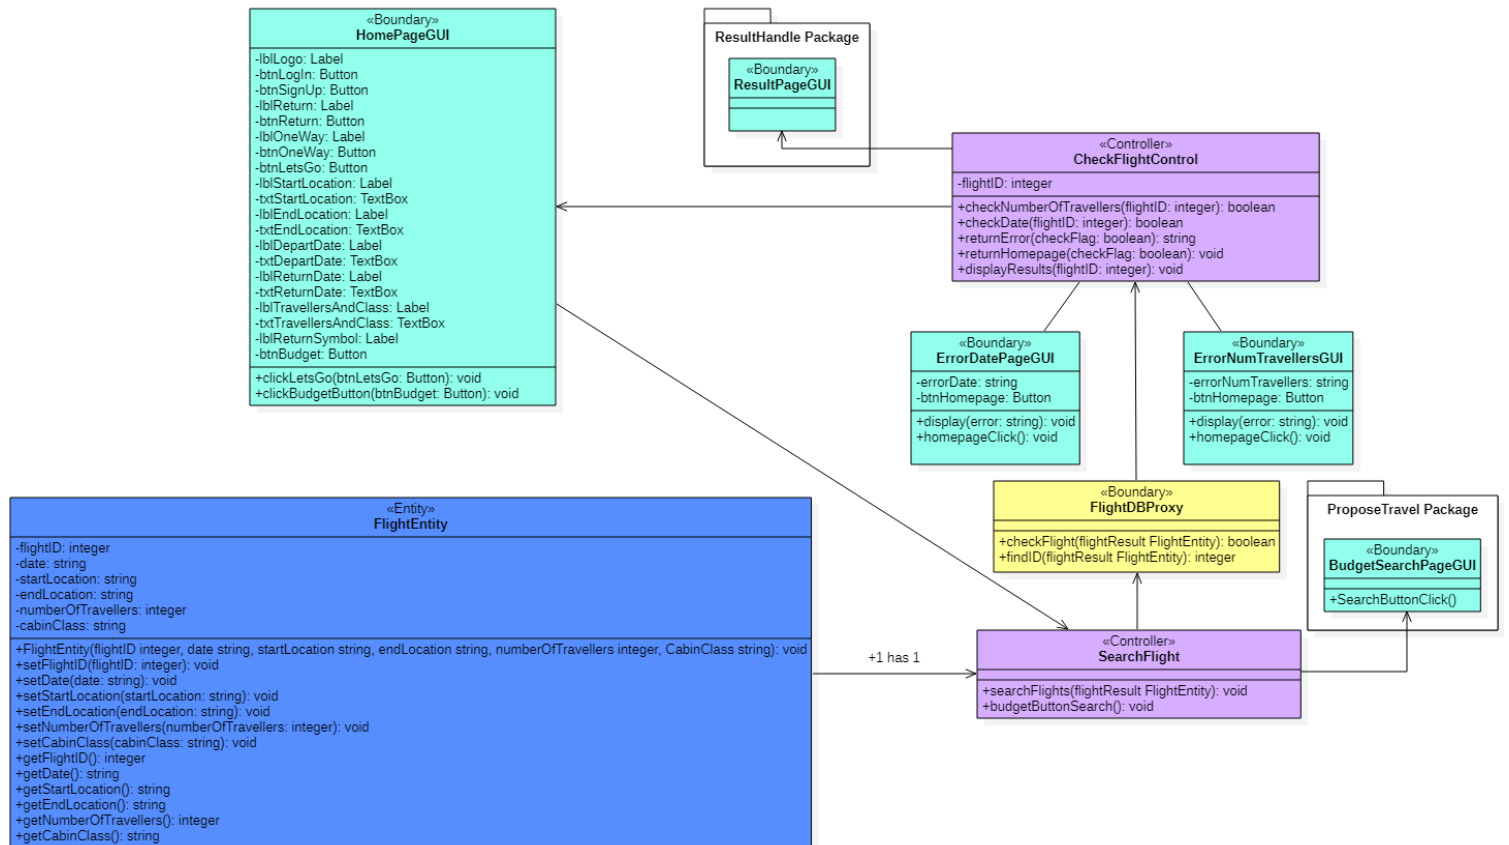 «Boundary»
HomePageGUI
-lblLogo: Label
-btnLogIn: Button
-btnSignUp: Button
-lblReturn: Label
-btnReturn: Button
-lblOneWay: Label
-btnOneWay: Button
-btnLetsGo: Button
-lblStartLocation: Label
-txtStartLocation: TextBox
-lblEndLocation: Label
-txtEndLocation: TextBox
-lblDepartDate: Label
-txtDepartDate: TextBox
-lblReturnDate: Label
-txtReturnDate: TextBox
-lblTravellersAndClass: Label
-txtTravellersAndClass: TextBox
-lblReturnSymbol: Label
-btnBudget: Button
+clickLetsGo(btnLetsGo: Button): void
+clickBudgetButton(btnBudget: Button): void
ResultHandle Package
«Boundary»
ResultPageGUI
«Controller»
CheckFlightControl
-flightID: integer
+checkNumberOfTravellers(flightID: integer): boolean
+checkDate(flightID: integer): boolean
+returnError(checkFlag: boolean): string
+returnHomepage(checkFlag: boolean): void
+displayResults(flightID: integer): void
«Boundary»
ErrorDatePageGUI
-errorDate: string
-btnHomepage: Button
+display(error: string): void
+homepageClick(): void
«Boundary»
ErrorNumTravellersGUI
-errorNumTravellers: string
-btnHomepage: Button
+display(error: string): void
+homepageClick(): void
«Boundary»
FlightDBProxy
+checkFlight(flightResult FlightEntity): boolean
+findID(flightResult FlightEntity): integer
ProposeTravel Package
«Boundary»
BudgetSearchPageGUI
+SearchButtonClick()
«Entity»
FlightEntity
-flightID: integer
-date: string
-startLocation: string
-endLocation: string
-numberOfTravellers: integer
-cabinClass: string
+FlightEntity(flightID integer, date string, startLocation string, endLocation string, numberOfTravellers integer, CabinClass string): void
+setFlightID(flightID: integer): void
+setDate(date: string): void
+setStartLocation(startLocation: string): void
+setEndLocation(endLocation: string): void
+setNumberOfTravellers(numberOfTravellers: integer): void
+setCabinClass(cabinClass: string): void
+getFlightID(): integer
+getDate(): string
+getStartLocation(): string
+getEndLocation(): string
+getNumberOfTravellers(): integer
+getCabinClass(): string
+1 has 1
«Controller»
SearchFlight
+searchFlights(flightResult FlightEntity): void
+budgetButtonSearch(): void